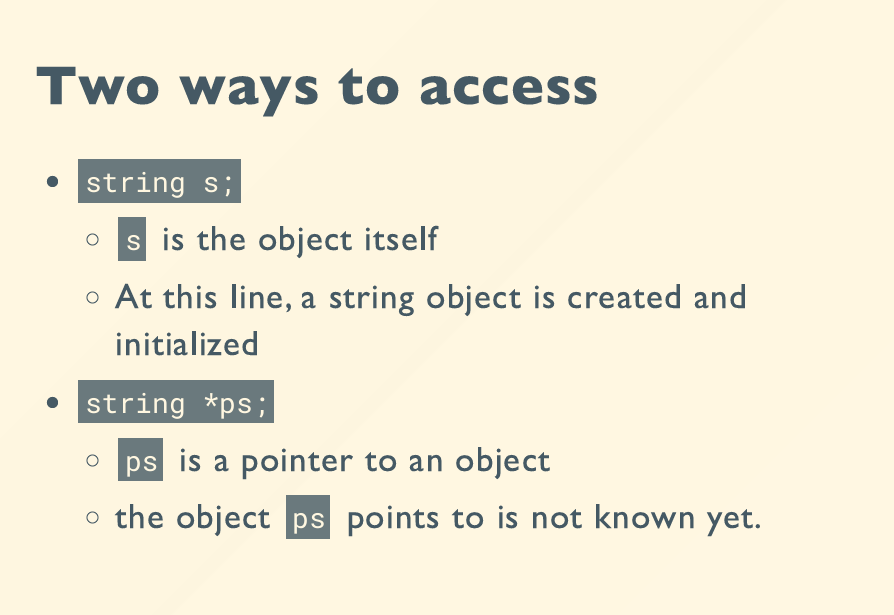 Two ways to access
string s;
s is the object itself
At this line, a string object is created and
initialized
string *ps;
ps is a pointer to an object
the object ps points to is not known yet.